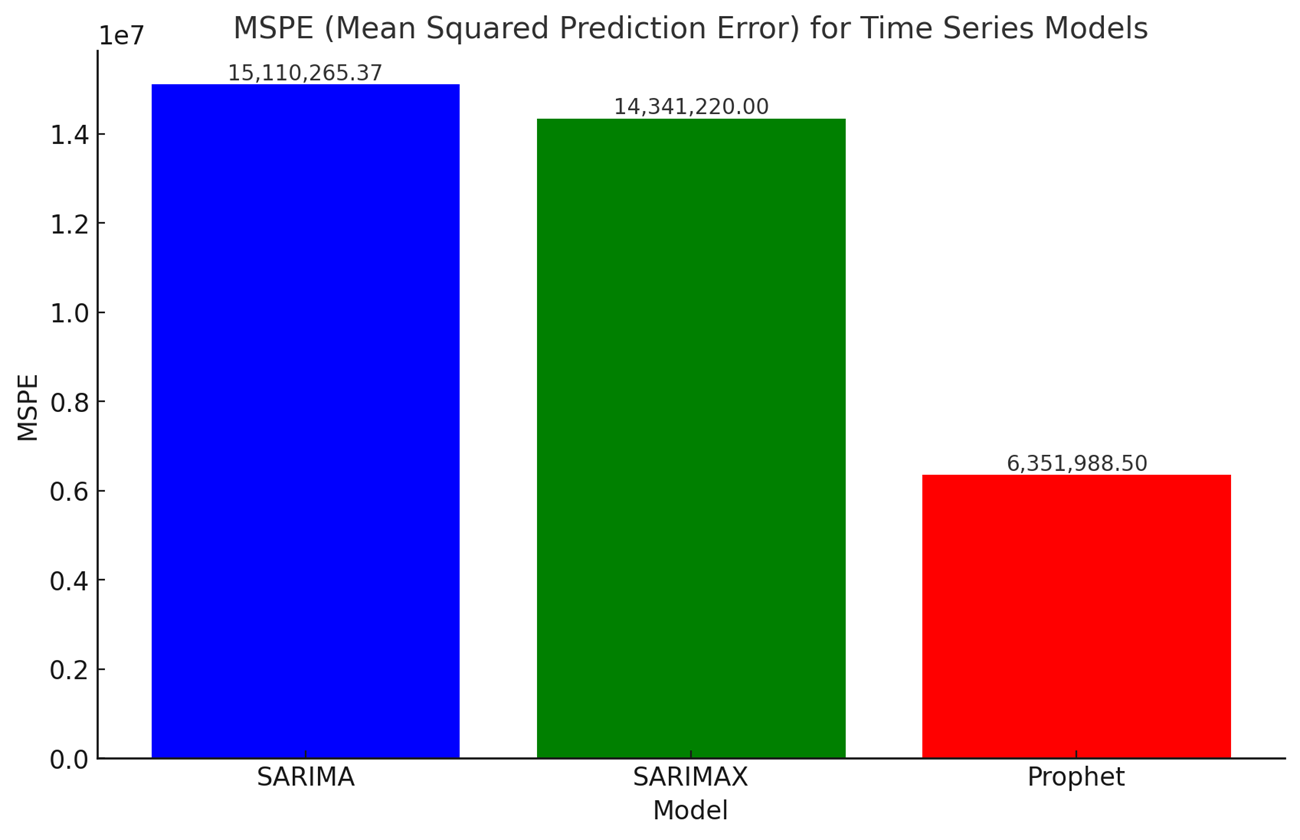 MSPE (Mean Squared Prediction Error) for Time Series Models
1e7
15,110,265.37
14,341,220.00
6,351,988.50
1.4
1.2
1.0
0.8
0.6
0.4
0.2
0.0
MSPE
SARIMA
SARIMAX
Prophet
Model